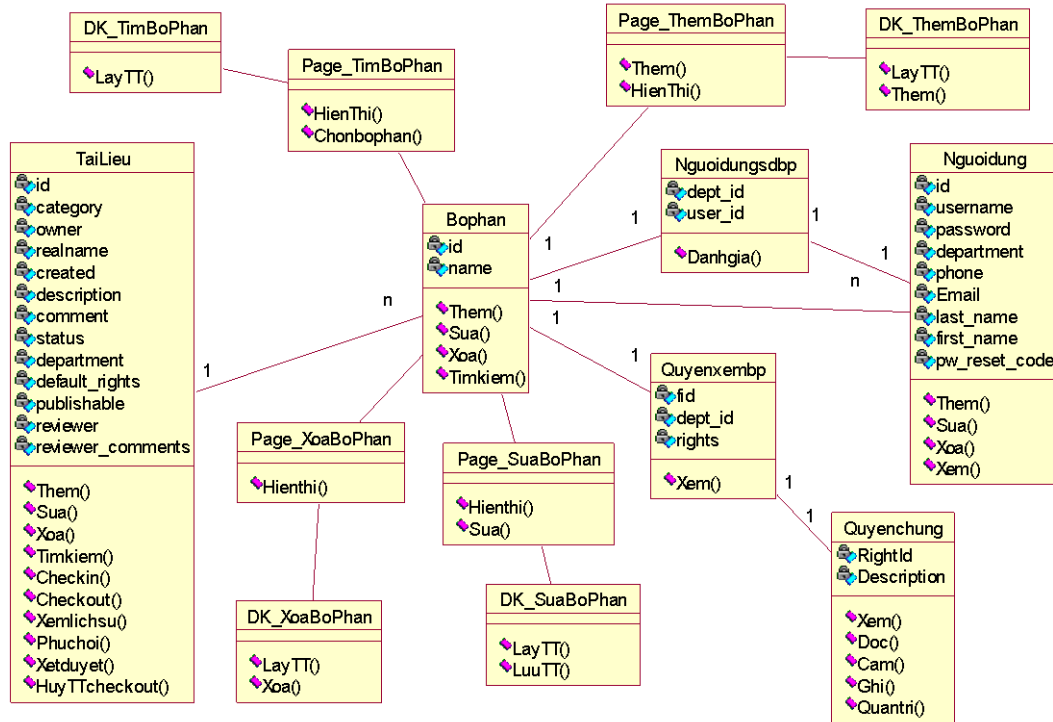 DK_TimBoPhan
LayTT()
Page_TimBoPhan
HienThi()
Chonbophan()
Page_ThemBoPhan
Them()
HienThi()
DK_ThemBoPhan
LayTT()
Them()
TaiLieu
id
category
owner
realname
created
description
comment
status
department
default_rights
publishable
reviewer
reviewer_comments
Them()
Sua()
Xoa()
Timkiem()
Checkin()
Checkout()
Xemlichsu()
Phuchoi()
Xetduyet()
HuyTTcheckout()
Bophan
id
name
Them()
Sua()
Xoa()
Timkiem()
Nguoidungsdbp
dept_id
user_id
Danhgia()
Nguoidung
id
username
password
department
phone
Email
last_name
first_name
pw_reset_code
Them()
Sua()
Xoa()
Xem()
1
1
1
1
1
n
1
n
1
1
Quyenxembp
fid
dept_id
rights
Xem()
1
1
Page_XoaBoPhan
Hienthi()
Page_SuaBoPhan
Hienthi()
Sua()
DK_XoaBoPhan
LayTT()
Xoa()
DK_SuaBoPhan
LayTT()
LuuTT()
Quyenchung
RightId
Description
Xem()
Doc()
Cam()
Ghi()
Quantri()